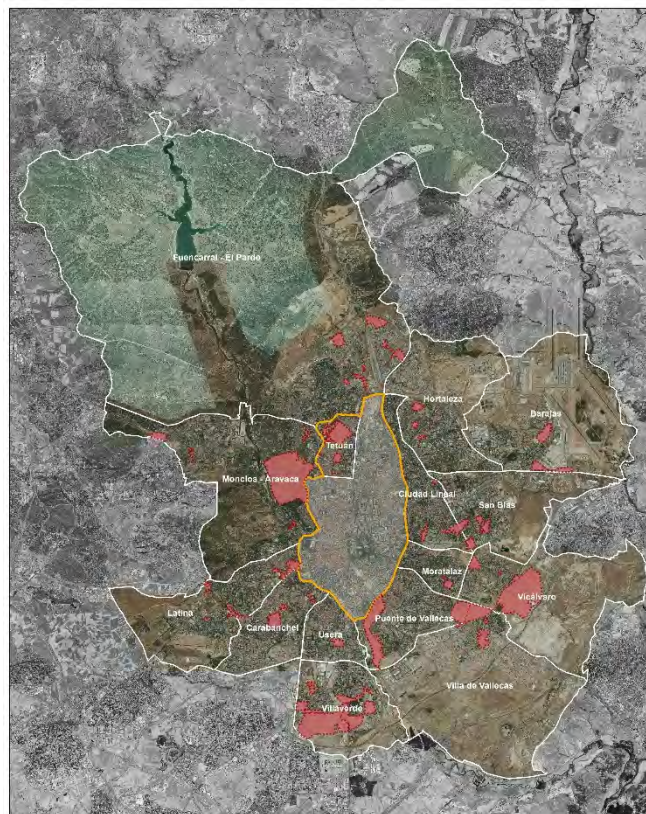 Fuencarral - El Pardo
Hortaleza
Barajas
Tetuán
Moncloa - Aravaca
Ciudad Lineal
San Blas
Moratalaz
Vicálvaro
Latina
Puente de Vallecas
Carabanchel
Usera
Villa de Vallecas
Villaverde